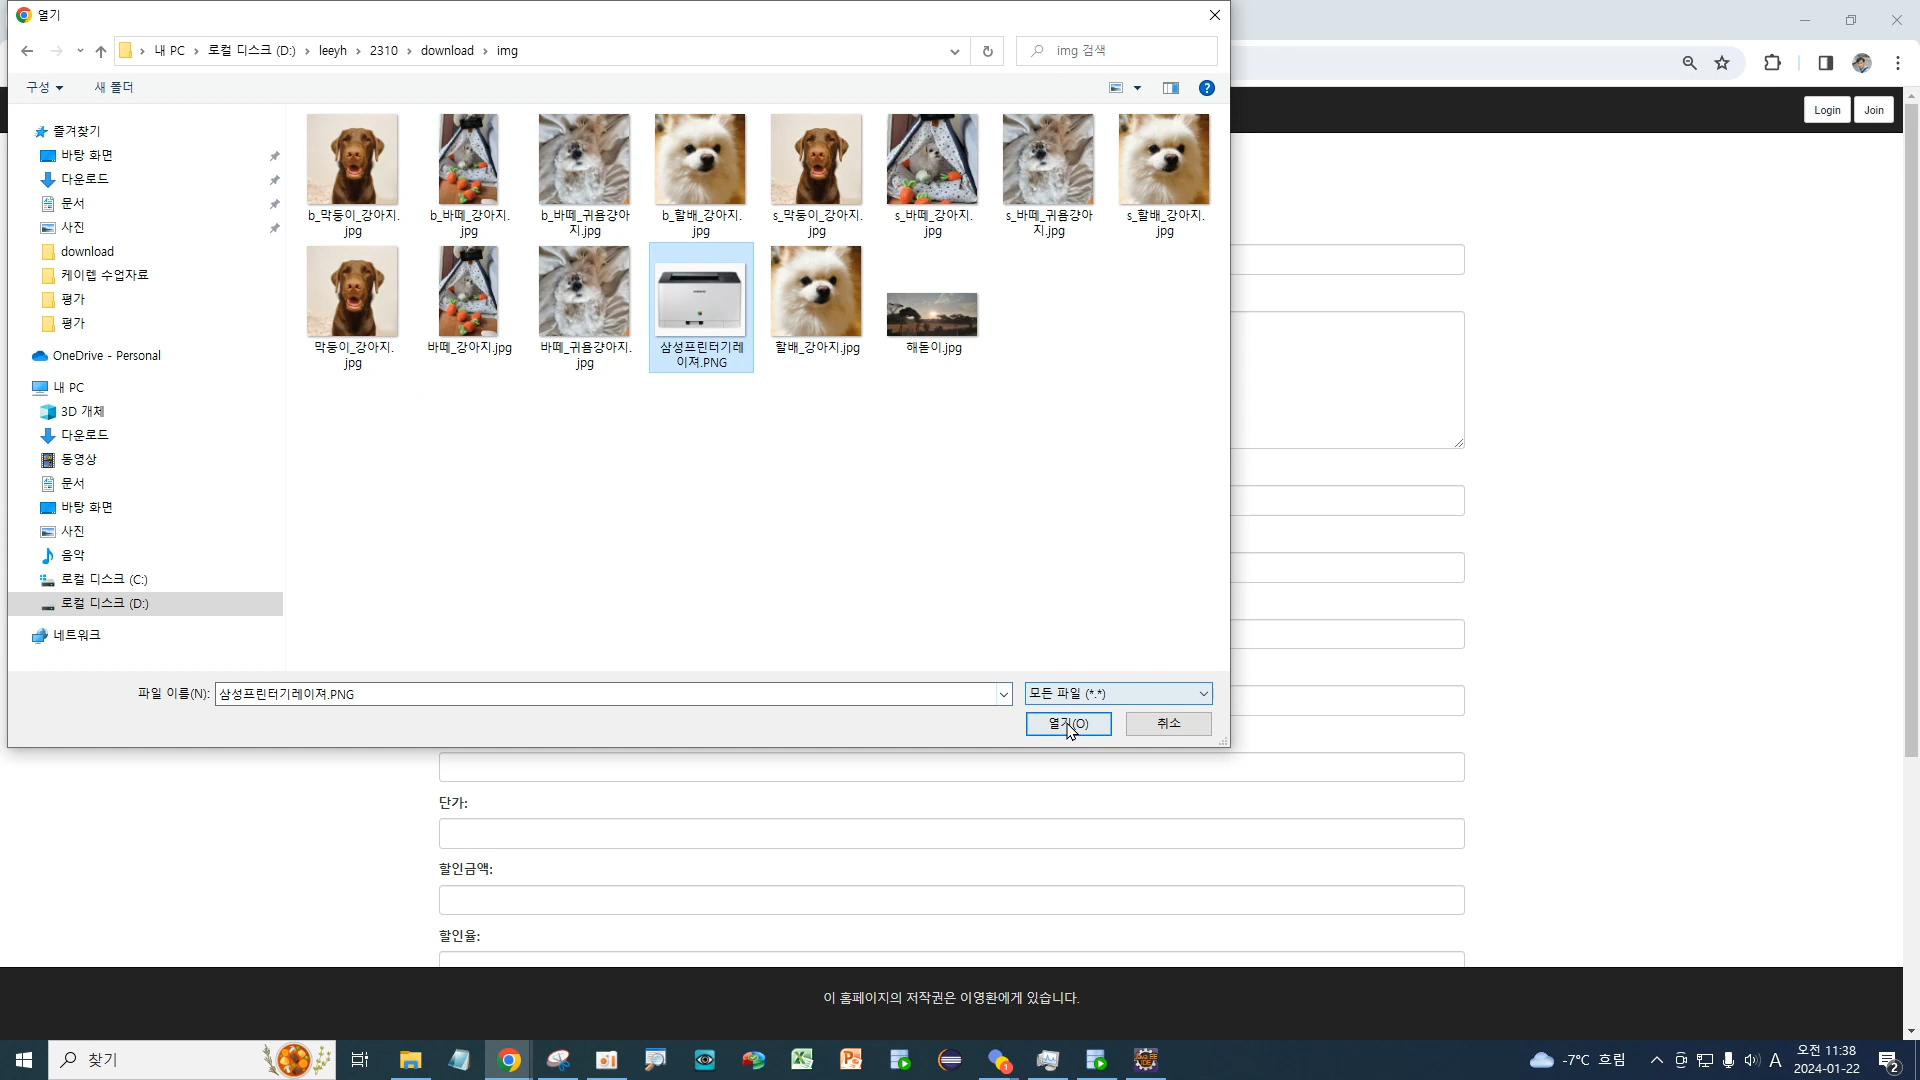 열기
내 PC › 로컬 디스크 (D:) › leeyh › 2310 › download › img
img 검색
구성
새 폴더
Login
Join
즐겨찾기
바탕 화면
다운로드
문서
사진
download
케이렙 수업자료
평가
평가
OneDrive - Personal
내 PC
3D 개체
다운로드
동영상
문서
바탕 화면
사진
음악
로컬 디스크 (C:)
로컬 디스크 (D:)
네트워크
b_막둥이_강아지.
jpg
b_바떼_강아지.
jpg
b_바떼_귀욤걍아
지.jpg
b_할배_강아지.
jpg
s_막둥이_강아지.
jpg
s_바떼_강아지.
jpg
s_바떼_귀욤걍아
지.jpg
s_할배_강아지.
jpg
막둥이_강아지.
jpg
바떼_강아지.jpg
바떼_귀욤걍아지.
jpg
삼성프린터기레
이져.PNG
할배_강아지.jpg
해돋이.jpg
파일 이름(N):
삼성프린터기레이져.PNG
모든 파일 (*.*)
열기(O)
취소
단가:
할인금액:
할인율:
이 홈페이지의 저작권은 이영환에게 있습니다.
찾기
-7°C 흐림
A
오전 11:38
2024-01-22
2